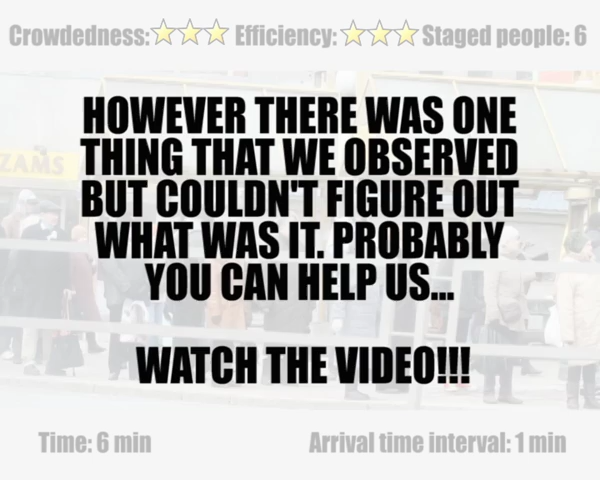 Crowdedness: Efficiency: Staged people: 6
ZAMS
HOWEVER THERE WAS ONE
THING THAT WE OBSERVED
BUT COULDN'T FIGURE OUT
WHAT WAS IT. PROBABLY
YOU CAN HELP US...
WATCH THE VIDEO!!!
Time: 6 min Arrival time interval: 1 min